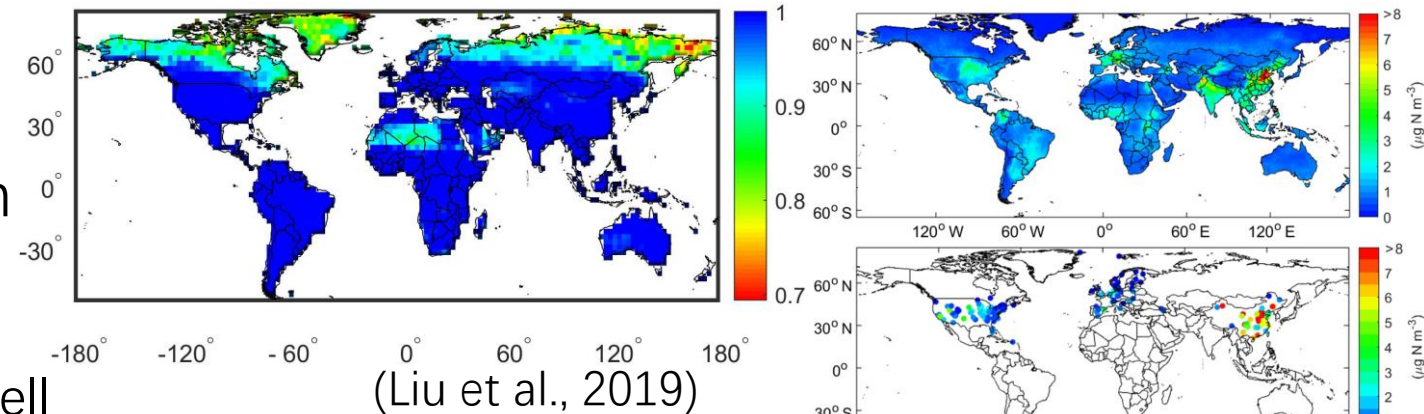 60°
30°
0°
-30°
-180° -120° -60° 0° 60° 120° 180°
1
0.9
0.8
0.7
(Liu et al., 2019)
n
ell
60° N
30° N
0°
30° S
60° S
120° W 60° W 0° 60° E 120° E
>8
7
6
5
4
3
2
1
0
(μg N m⁻³)
60° N
30° N
0°
30° S
>8
7
6
5
4
3
2
(μg N m⁻³)